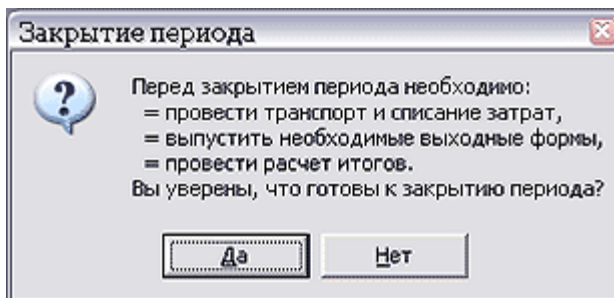 Закрытие периода
Перед закрытием периода необходимо:
= провести транспорт и списание затрат,
= выпустить необходимые выходные формы,
= провести расчет итогов.
Вы уверены, что готовы к закрытию периода?
Да
Нет